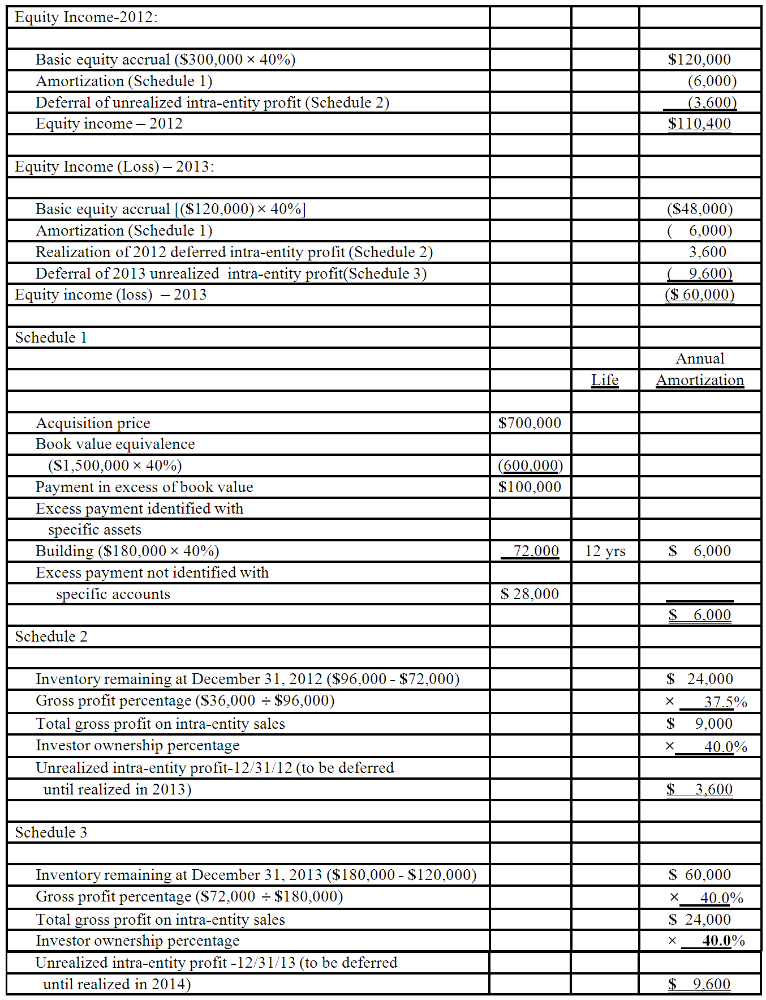 Equity Income-2012:
Basic equity accrual ($300,000 × 40%) $120,000
Amortization (Schedule 1) (6,000)
Deferral of unrealized intra-entity profit (Schedule 2) (3,600)
Equity income – 2012 $110,400
Equity Income (Loss) – 2013:
Basic equity accrual [($120,000) × 40%] ($48,000)
Amortization (Schedule 1) ( 6,000)
Realization of 2012 deferred intra-entity profit (Schedule 2) 3,600
Deferral of 2013 unrealized intra-entity profit(Schedule 3) ( 9,600)
Equity income (loss) – 2013 ($ 60,000)
Schedule 1
Annual
Life Amortization
Acquisition price $700,000
Book value equivalence
($1,500,000 × 40%) (600,000)
Payment in excess of book value $100,000
Excess payment identified with
specific assets
Building ($180,000 × 40%) 72,000 12 yrs $ 6,000
Excess payment not identified with
specific accounts $ 28,000
$ 6,000
Schedule 2
Inventory remaining at December 31, 2012 ($96,000 - $72,000) $ 24,000
Gross profit percentage ($36,000 ÷ $96,000) × 37.5%
Total gross profit on intra-entity sales $ 9,000
Investor ownership percentage × 40.0%
Unrealized intra-entity profit-12/31/12 (to be deferred
until realized in 2013) $ 3,600
Schedule 3
Inventory remaining at December 31, 2013 ($180,000 - $120,000) $ 60,000
Gross profit percentage ($72,000 ÷ $180,000) × 40.0%
Total gross profit on intra-entity sales $ 24,000
Investor ownership percentage × 40.0%
Unrealized intra-entity profit -12/31/13 (to be deferred
until realized in 2014) $ 9,600